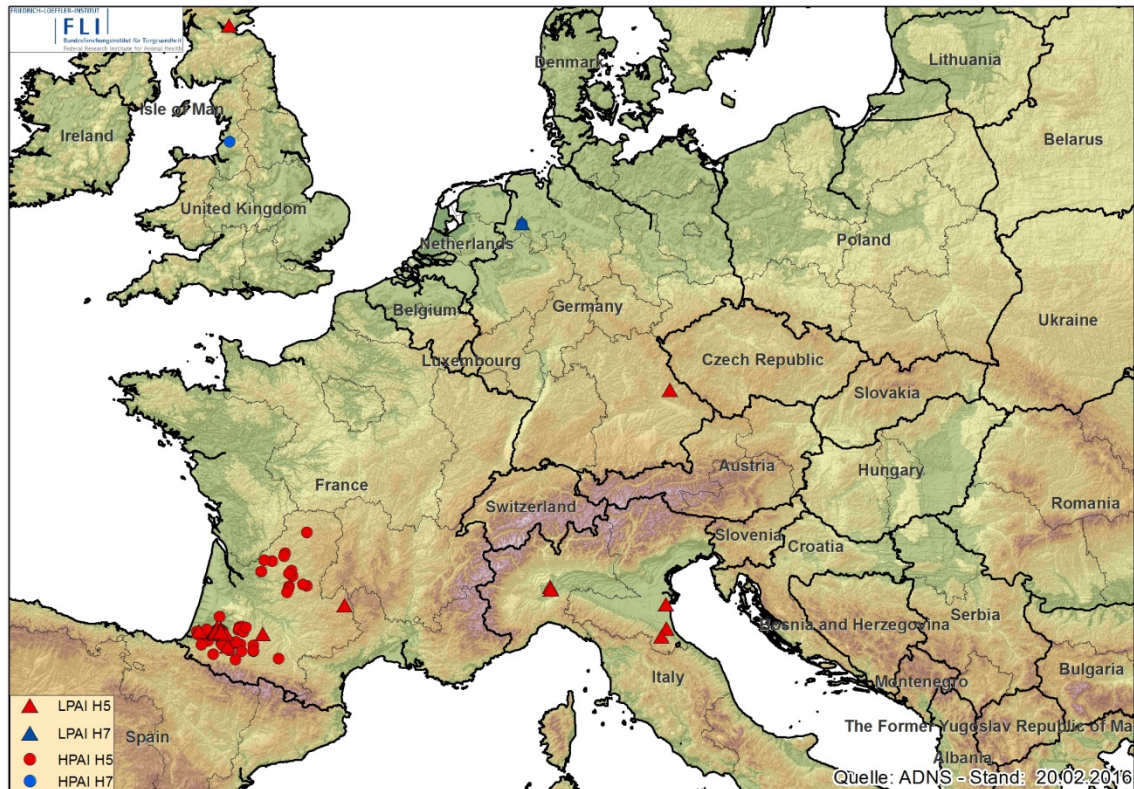 FRIEDRICH-LOEFFLER-INSTITUT
FLI
Bundesforschungsinstitut für Tiergesundheit
Federal Research Institute for Animal Health
Denmark
Lithuania
Isle of Man
Ireland
Belarus
United Kingdom
Netherlands
Poland
Belgium
Germany
Ukraine
Luxembourg
Czech Republic
Slovakia
France
Austria
Hungary
Switzerland
Romania
Slovenia
Croatia
Serbia
Bosnia and Herzegovina
Italy
Bulgaria
Montenegro
The Former Yugoslav Republic of Ma
Spain
Albania
LPAI H5
LPAI H7
HPAI H5
HPAI H7
Quelle: ADNS - Stand: 20.02.2016